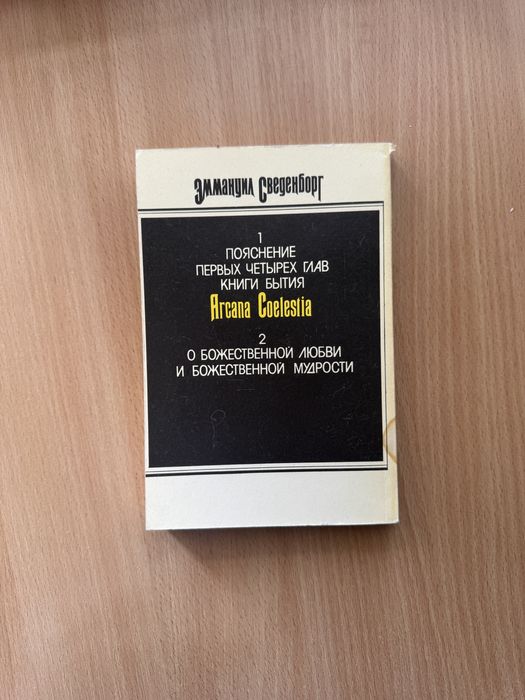 Эммануил Сведенборг
1
ПОЯСНЕНИЕ
ПЕРВЫХ ЧЕТЫРЕХ ГЛАВ
КНИГИ БЫТИЯ
Arcana Coelestia
2
О БОЖЕСТВЕННОЙ ЛЮБВИ
И БОЖЕСТВЕННОЙ МУДРОСТИ